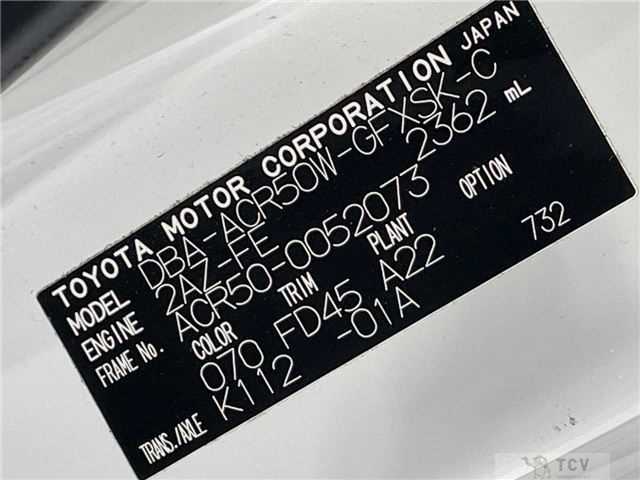 TOYOTA MOTOR CORPORATION JAPAN
MODEL DBA-ACR50W-GFXSK-C
ENGINE 2AZ-FE 2362 mL
FRAME No. ACR50-0052073
COLOR TRIM PLANT OPTION
070 FD45 A22 732
TRANS./AXLE K112 -01A
TCV